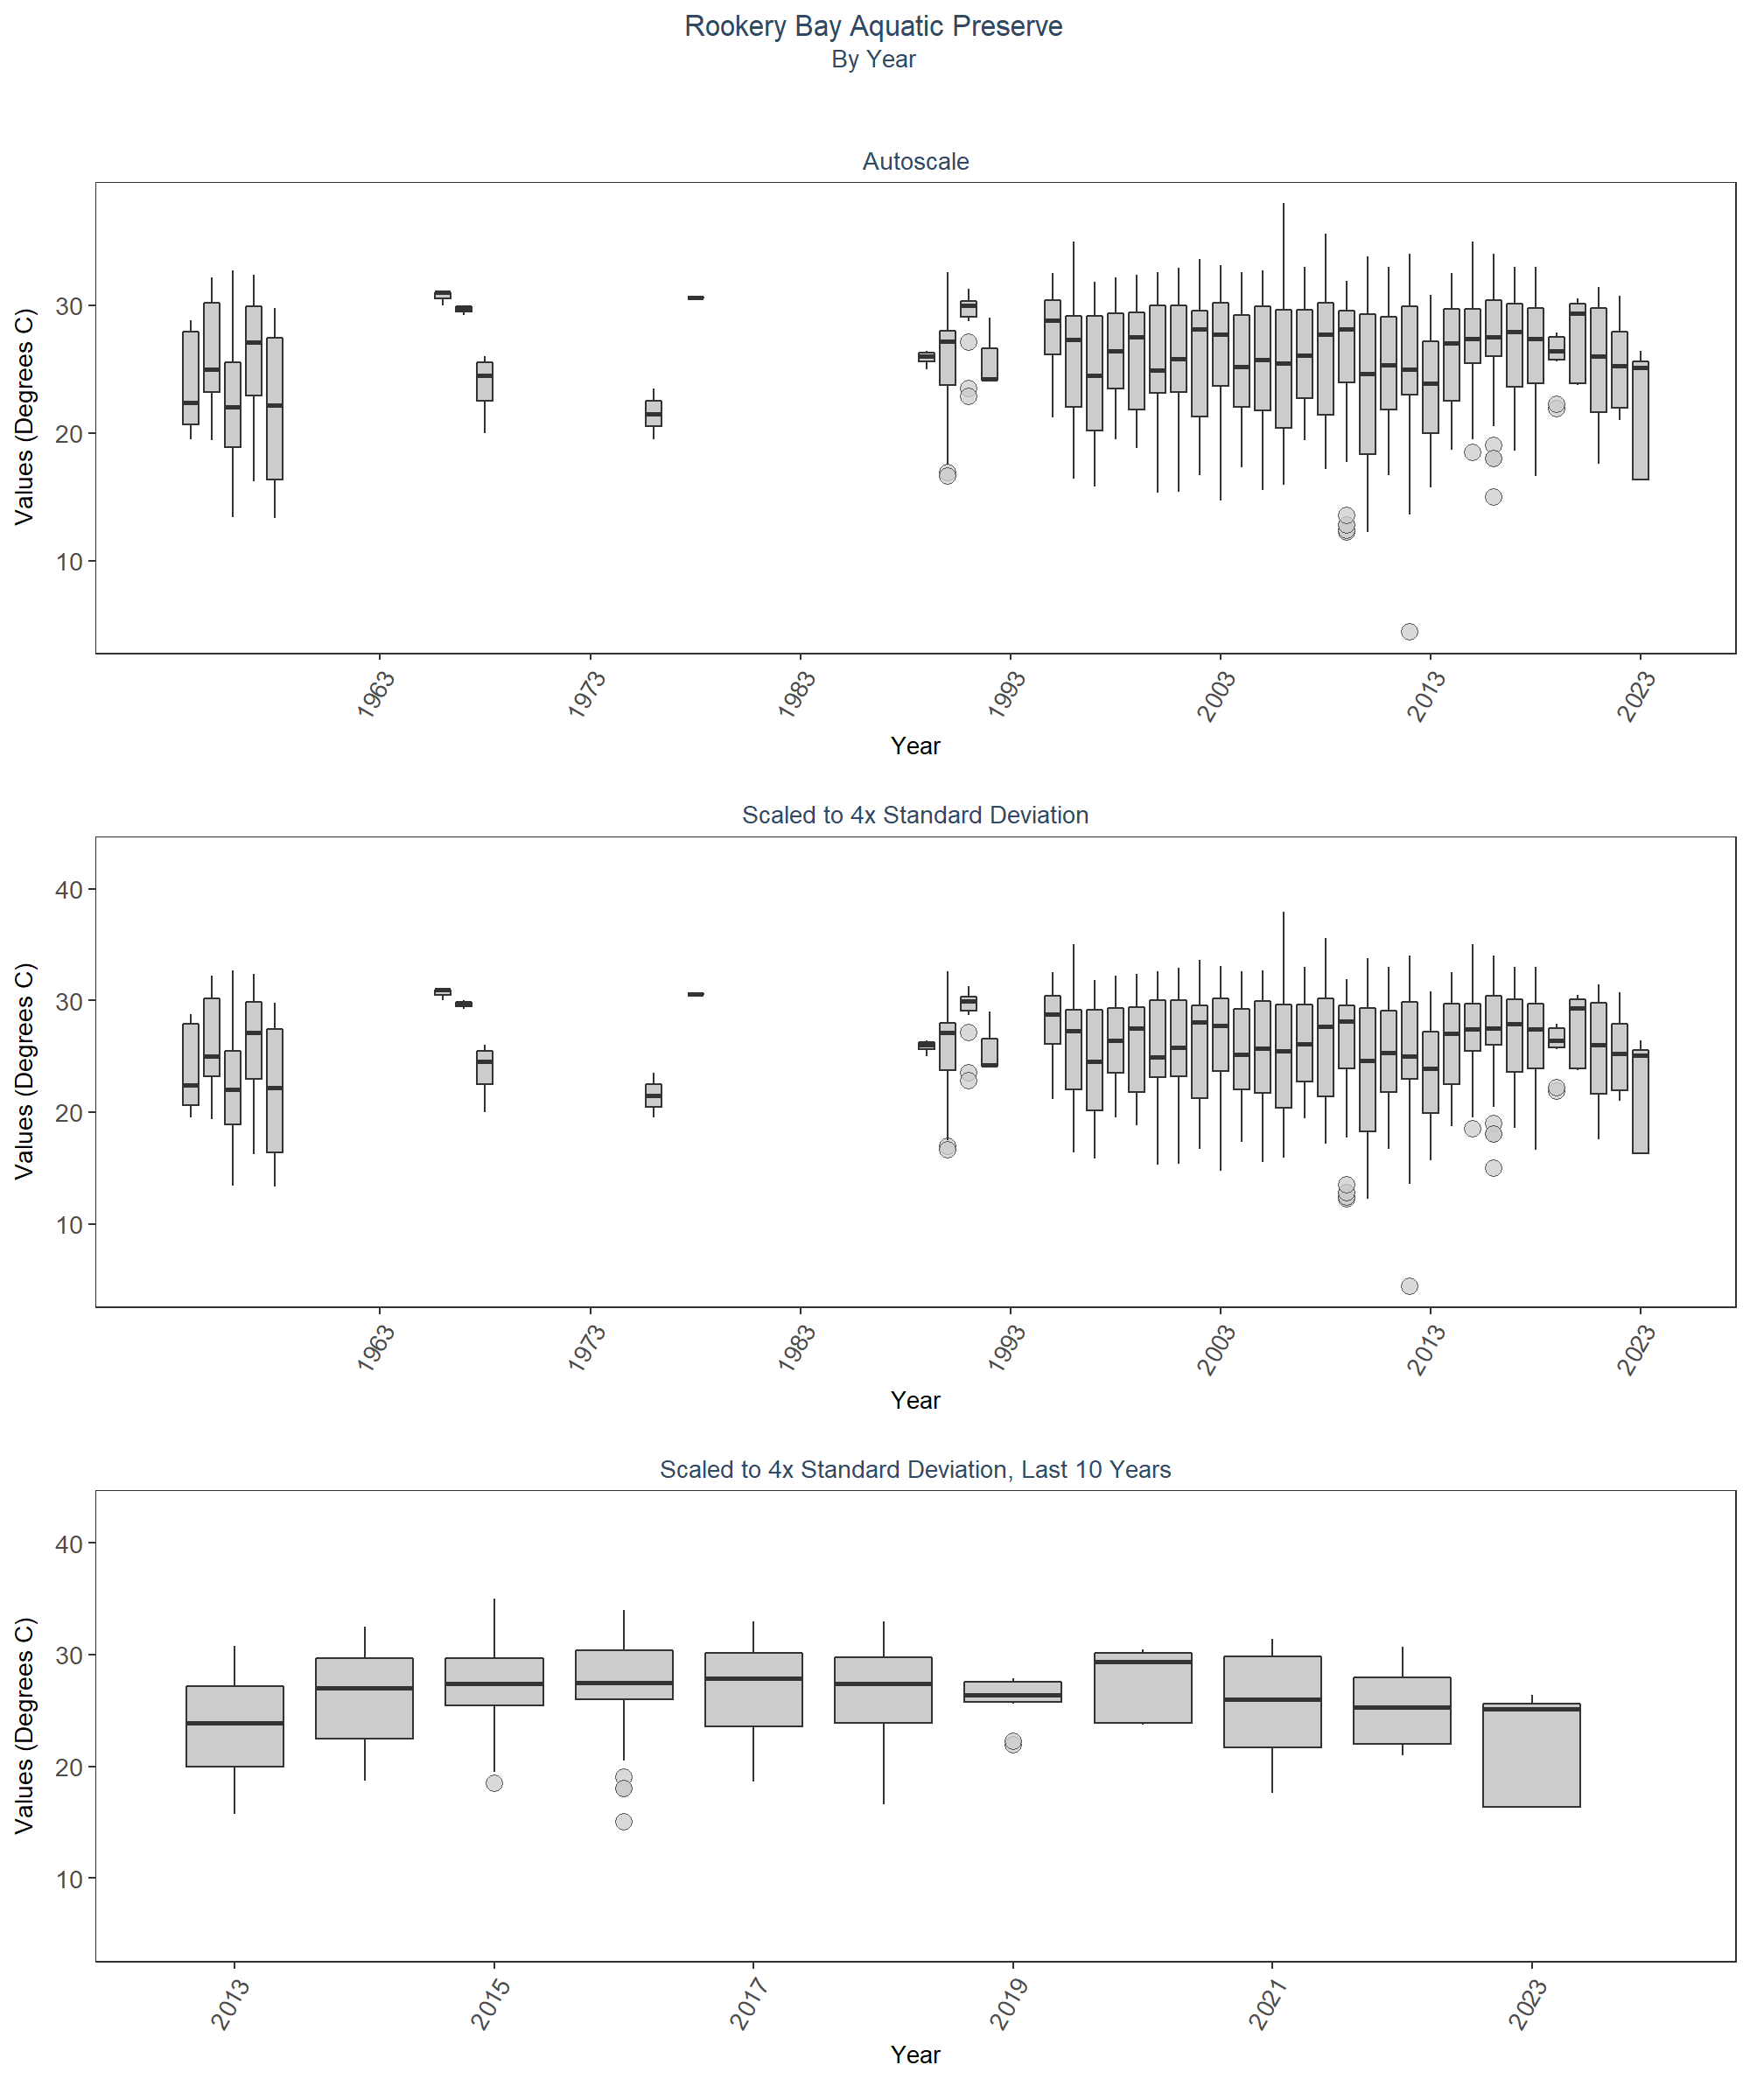 Rookery Bay Aquatic Preserve
By Year
Autoscale
Values (Degrees C)
30
20
10
1963 1973 1983 1993 2003 2013 2023
Year
Scaled to 4x Standard Deviation
Values (Degrees C)
40
30
20
10
1963 1973 1983 1993 2003 2013 2023
Year
Scaled to 4x Standard Deviation, Last 10 Years
Values (Degrees C)
40
30
20
10
2013 2015 2017 2019 2021 2023
Year